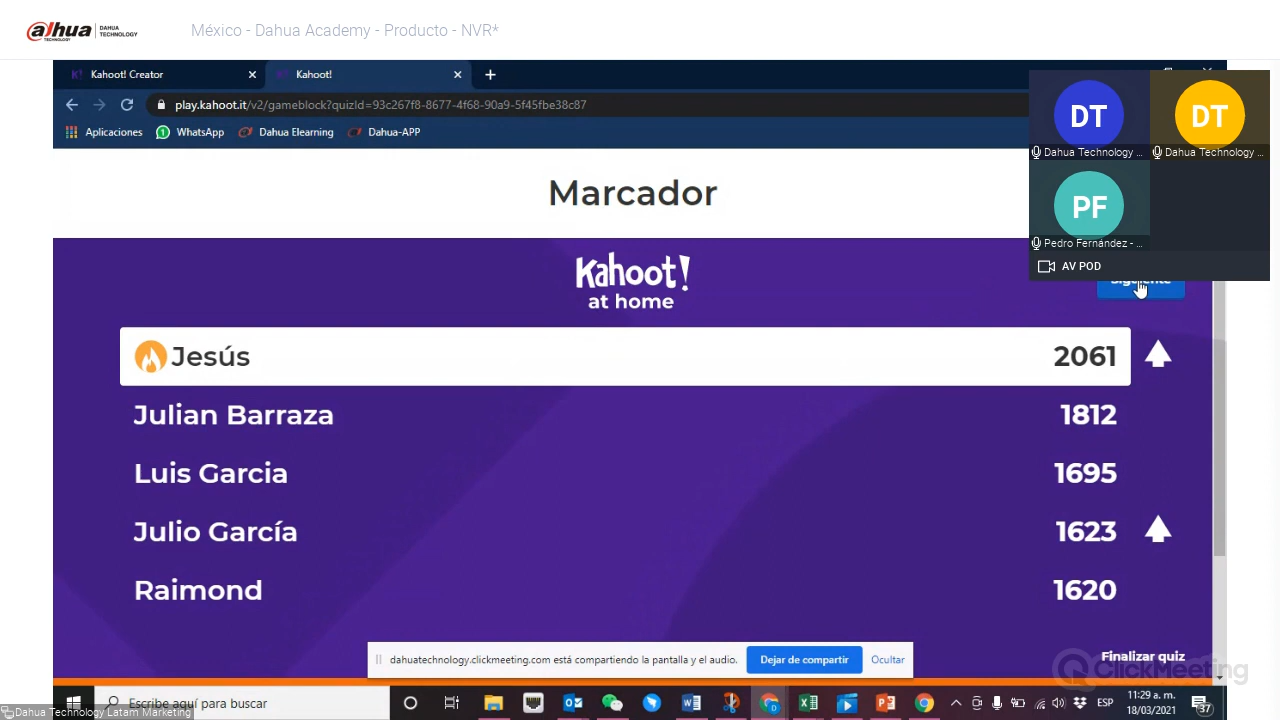 alhua TECHNOLOGY DAHUA TECHNOLOGY
México - Dahua Academy - Producto - NVR*
Kahoot! Creator
Kahoot!
play.kahoot.it/v2/gameblock?quizId=93c267f8-8677-4f68-90a9-5f45fbe38c87
Aplicaciones WhatsApp Dahua Elearning Dahua-APP
DT DT
Dahua Technology ... Dahua Technology ...
PF
Pedro Fernández - ...
AV POD
Marcador
Kahoot!
at home
Siguiente
Jesús 2061
Julian Barraza 1812
Luis Garcia 1695
Julio García 1623
Raimond 1620
dahuatechnology.clickmeeting.com está compartiendo la pantalla y el audio. Dejar de compartir Ocultar
Finalizar quiz
ClickMeeting
Escribe aquí para buscar
ESP
11:29 a. m.
18/03/2021
37
Dahua Technology Latam Marketing